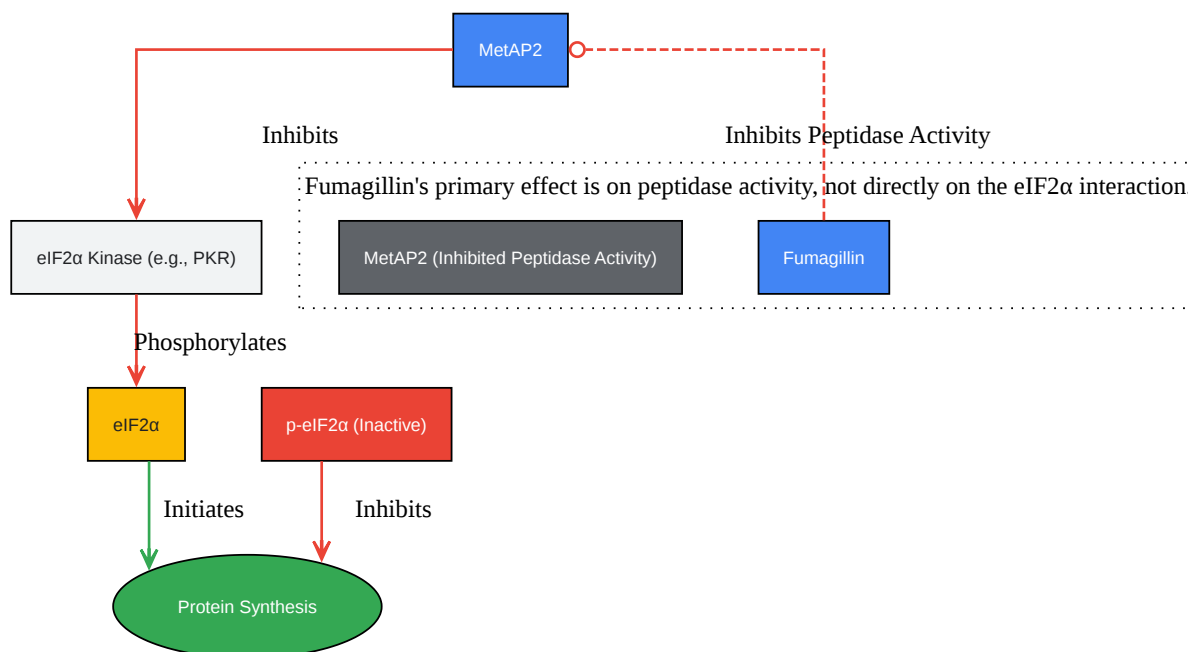 MetAP2
Inhibits
Inhibits Peptidase Activity
Fumagillin's primary effect is on peptidase activity, not directly on the eIF2α interaction.
eIF2α Kinase (e.g., PKR)
MetAP2 (Inhibited Peptidase Activity)
Fumagillin
Phosphorylates
eIF2α
p-eIF2α (Inactive)
Initiates
Inhibits
Protein Synthesis